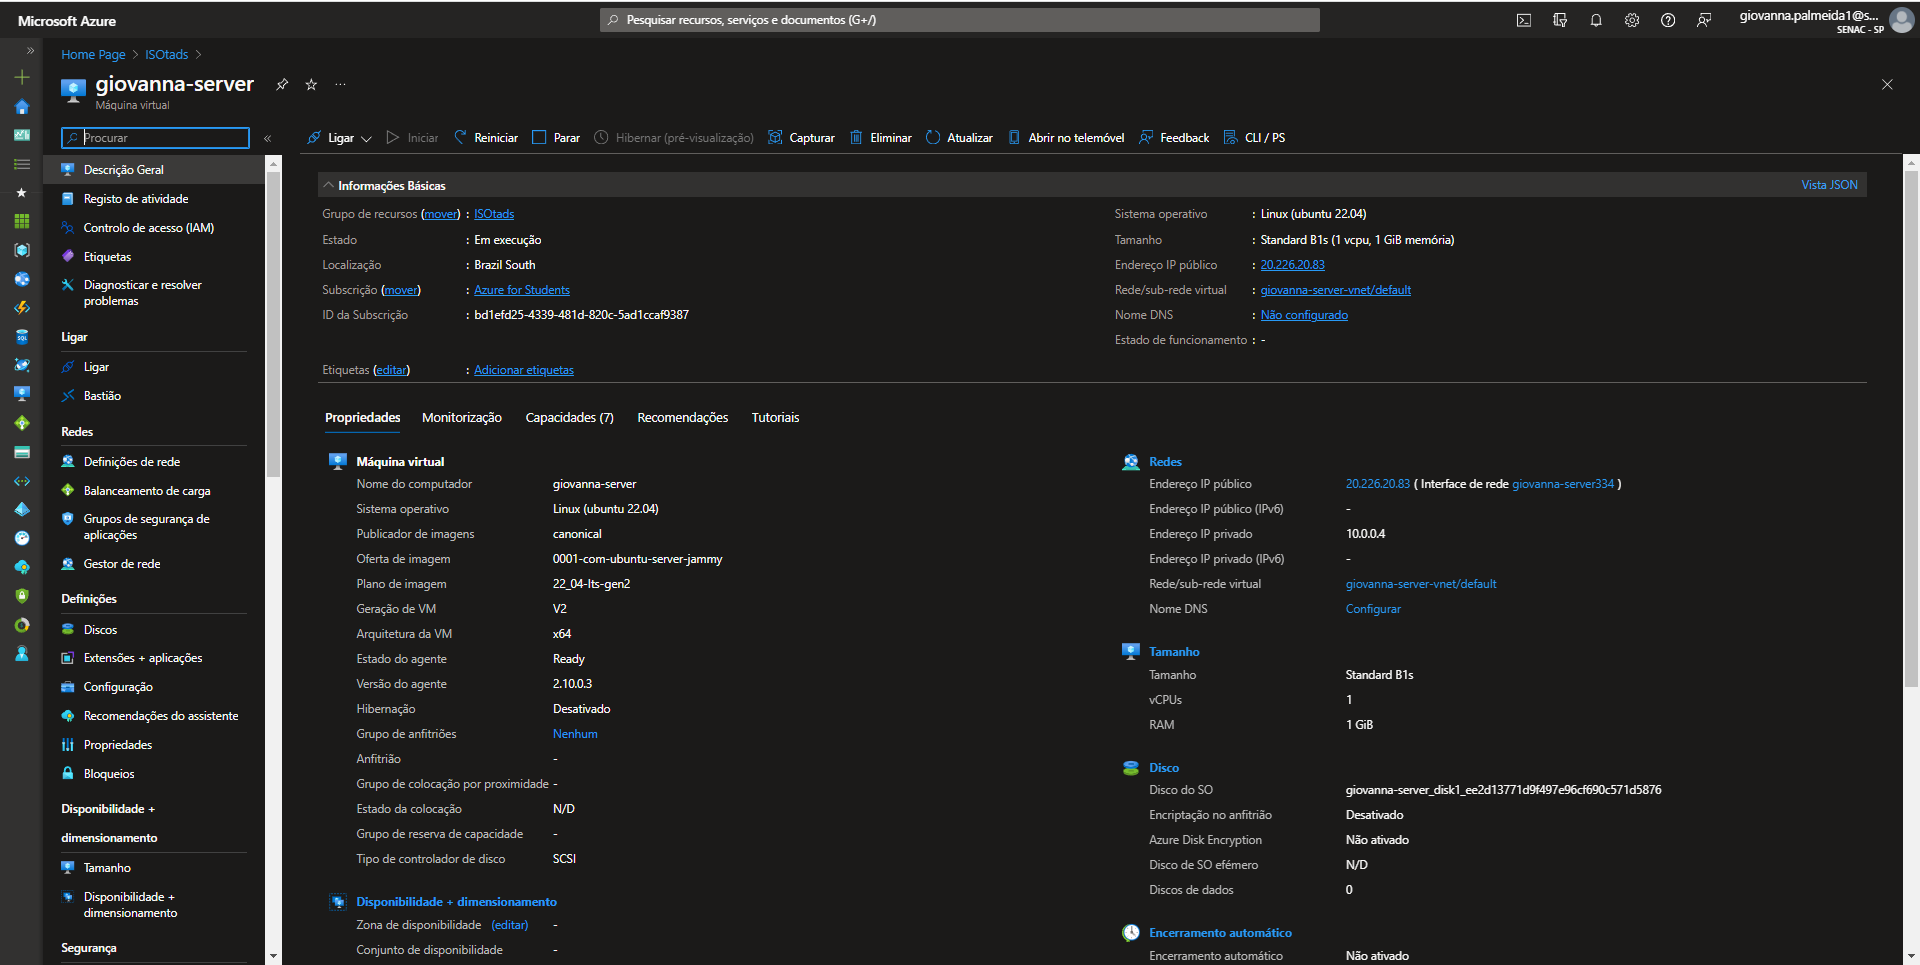 Microsoft Azure
Pesquisar recursos, serviços e documentos (G+/)
giovanna.palmeida1@s...
SENAC - SP
Home Page > ISOtads >
giovanna-server
Máquina virtual
Procurar
Ligar
Iniciar
Reiniciar
Parar
Hibernar (pré-visualização)
Capturar
Eliminar
Atualizar
Abrir no telemóvel
Feedback
CLI / PS
Descrição Geral
Registo de atividade
Controlo de acesso (IAM)
Etiquetas
Diagnosticar e resolver
problemas
Ligar
Ligar
Bastião
Redes
Definições de rede
Balanceamento de carga
Grupos de segurança de
aplicações
Gestor de rede
Definições
Discos
Extensões + aplicações
Configuração
Recomendações do assistente
Propriedades
Bloqueios
Disponibilidade +
dimensionamento
Tamanho
Disponibilidade +
dimensionamento
Segurança
Informações Básicas
Vista JSON
Grupo de recursos (mover) : ISOtads
Estado : Em execução
Localização : Brazil South
Subscrição (mover) : Azure for Students
ID da Subscrição : bd1efd25-4339-481d-820c-5ad1ccaf9387
Sistema operativo : Linux (ubuntu 22.04)
Tamanho : Standard B1s (1 vcpu, 1 GiB memória)
Endereço IP público : 20.226.20.83
Rede/sub-rede virtual : giovanna-server-vnet/default
Nome DNS : Não configurado
Estado de funcionamento : -
Etiquetas (editar) : Adicionar etiquetas
Propriedades
Monitorização
Capacidades (7)
Recomendações
Tutoriais
Máquina virtual
Nome do computador giovanna-server
Sistema operativo Linux (ubuntu 22.04)
Publicador de imagens canonical
Oferta de imagem 0001-com-ubuntu-server-jammy
Plano de imagem 22_04-lts-gen2
Geração de VM V2
Arquitetura da VM x64
Estado do agente Ready
Versão do agente 2.10.0.3
Hibernação Desativado
Grupo de anfitriões Nenhum
Anfitrião -
Grupo de colocação por proximidade -
Estado da colocação N/D
Grupo de reserva de capacidade -
Tipo de controlador de disco SCSI
Disponibilidade + dimensionamento
Zona de disponibilidade (editar) -
Conjunto de disponibilidade -
Redes
Endereço IP público 20.226.20.83 ( Interface de rede giovanna-server334 )
Endereço IP público (IPv6) -
Endereço IP privado 10.0.0.4
Endereço IP privado (IPv6) -
Rede/sub-rede virtual giovanna-server-vnet/default
Nome DNS Configurar
Tamanho
Tamanho Standard B1s
vCPUs 1
RAM 1 GiB
Disco
Disco do SO giovanna-server_disk1_ee2d13771d9f497e96cf690c571d5876
Encriptação no anfitrião Desativado
Azure Disk Encryption Não ativado
Disco de SO efémero N/D
Discos de dados 0
Encerramento automático
Encerramento automático Não ativado